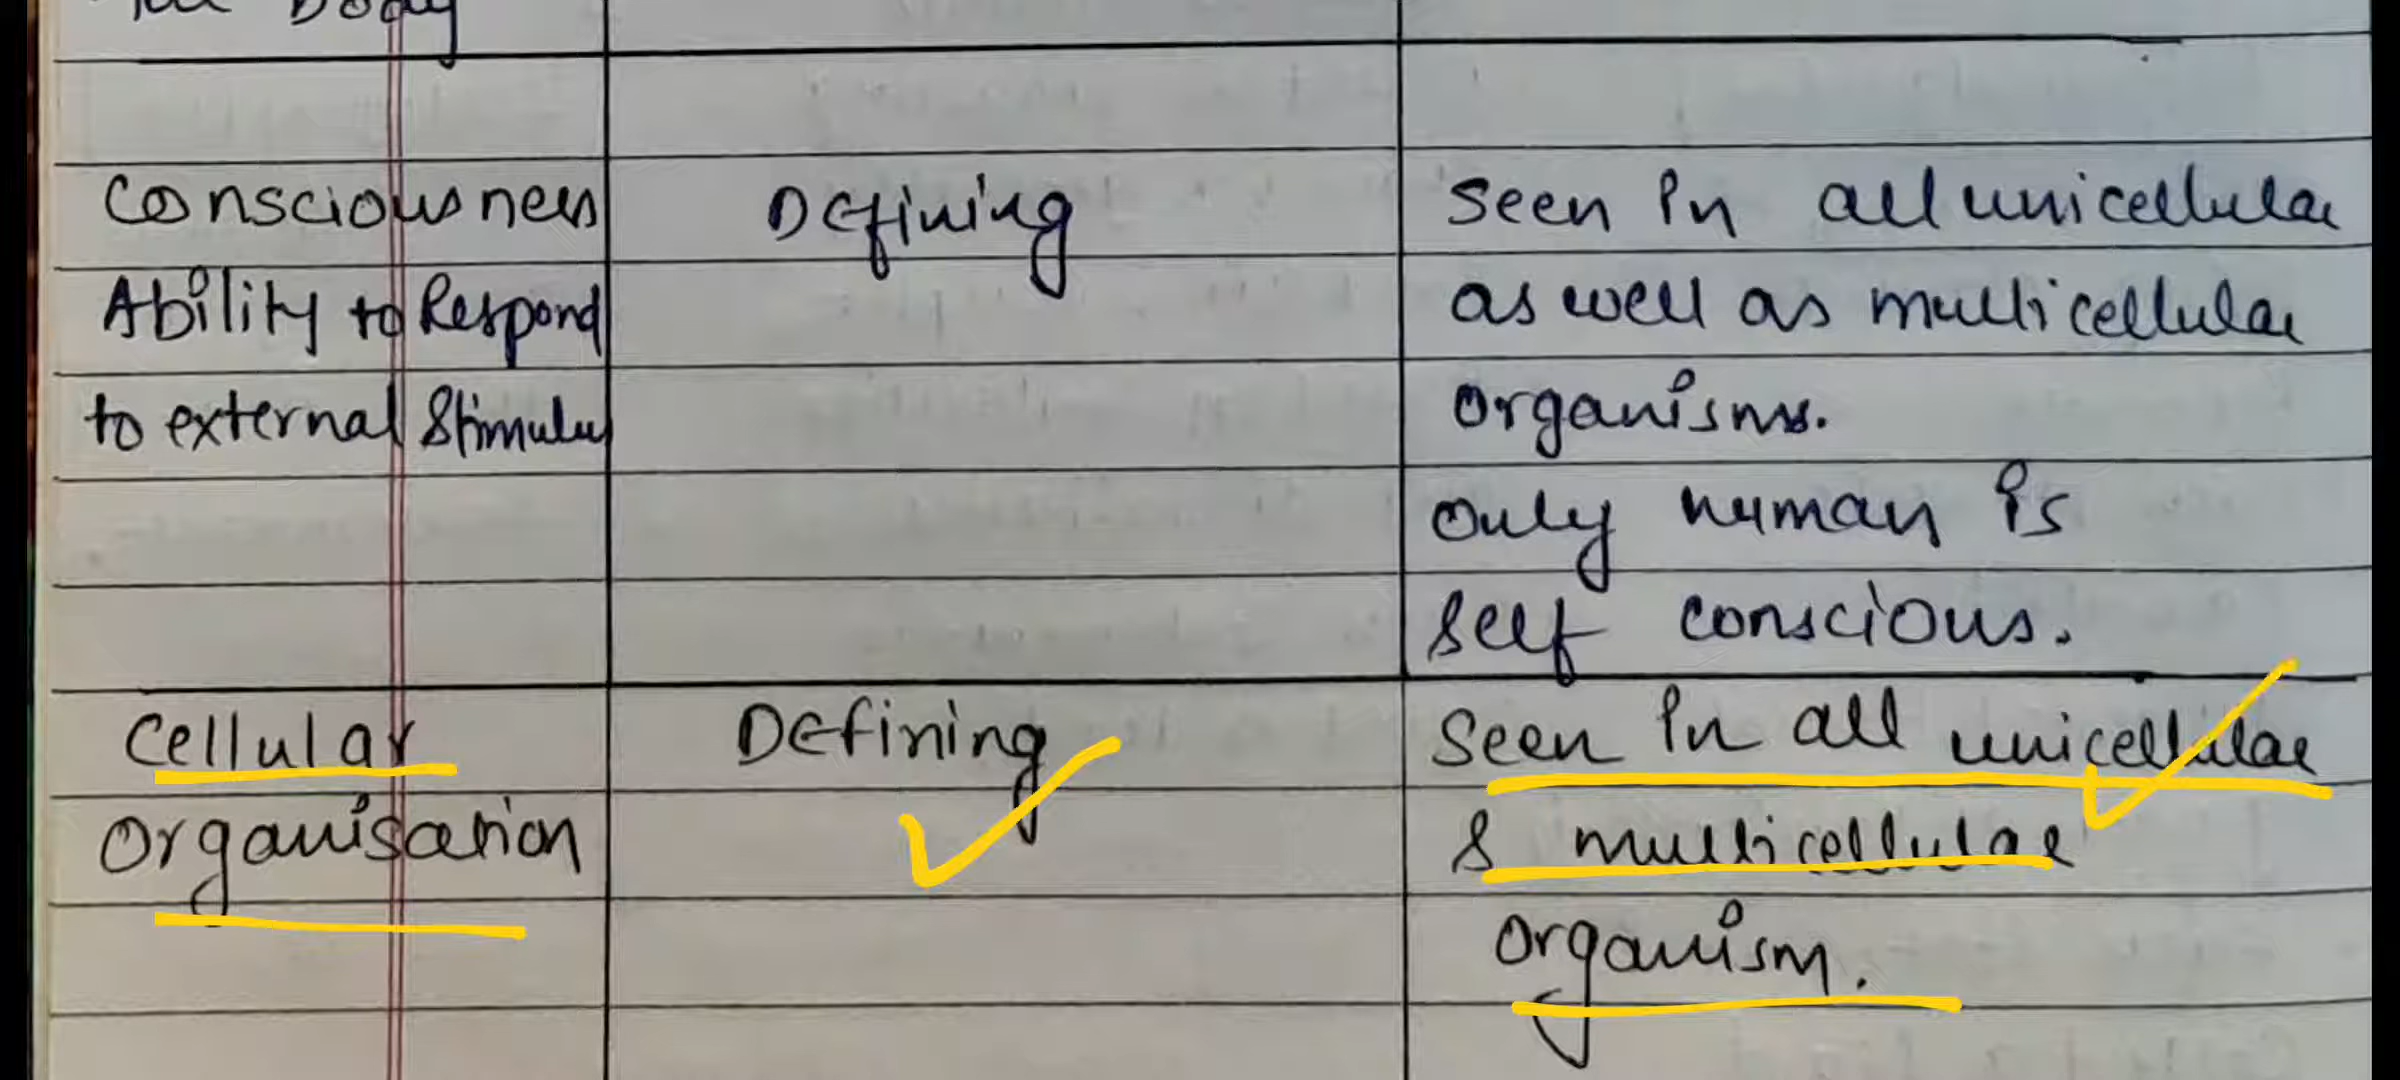 Body
Consciousness
Ability to Respond
to external Stimulus
Defining
Seen in all unicellular
as well as multicellular
organisms.
only human is
self conscious.
Cellular
Organisation
Defining
Seen in all unicellular
& multicellular
organism.